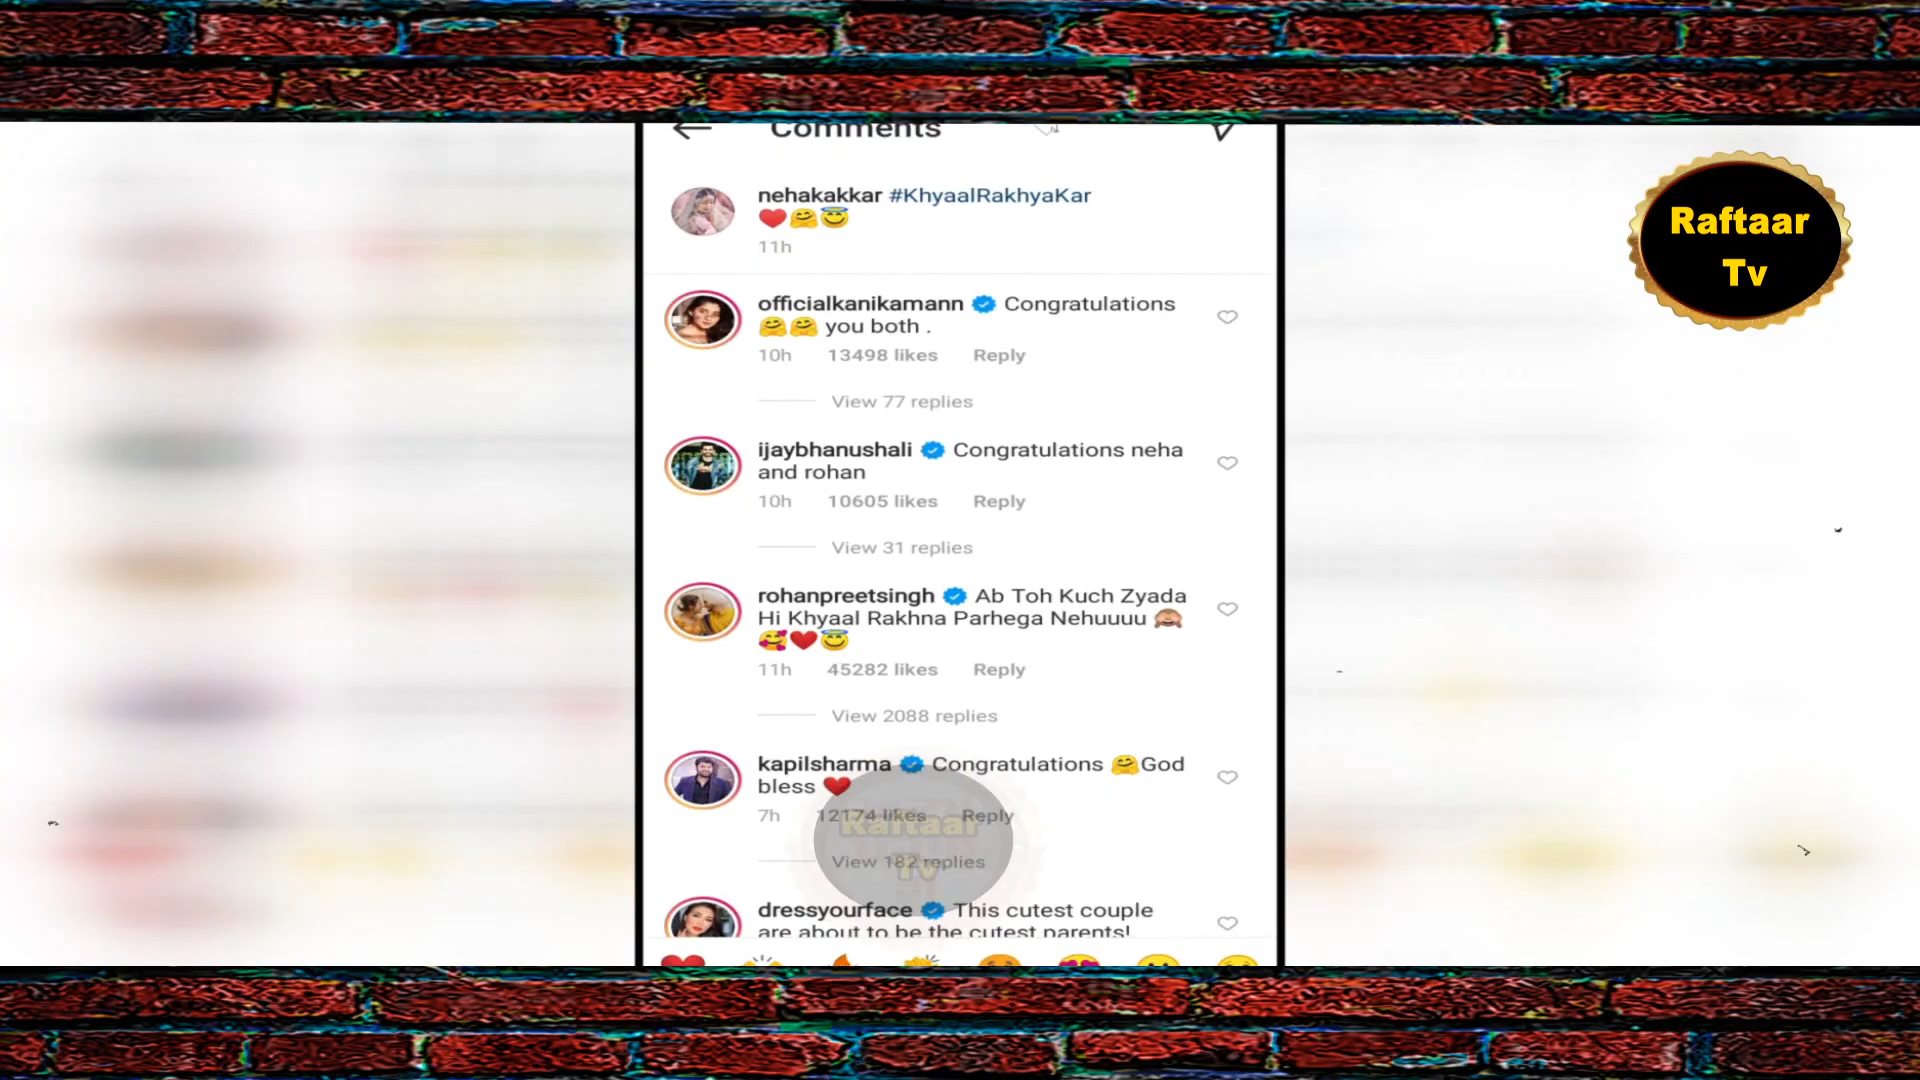 Comments
nehakakkar #KhyaalRakhyaKar
❤️🤗😇
11h
Raftaar
Tv
officialkanikamann Congratulations
🤗🤗 you both .
10h 13498 likes Reply
View 77 replies
ijaybhanushali Congratulations neha
and rohan
10h 10605 likes Reply
View 31 replies
rohanpreetsingh Ab Toh Kuch Zyada
Hi Khyaal Rakhna Parhega Nehuuuu 🙈
🥰❤️😇
11h 45282 likes Reply
View 2088 replies
kapilsharma Congratulations 🤗God
bless ❤️
7h 12174 likes Reply
Raftaar
View 182 replies
Tv
dressyourface This cutest couple
are about to be the cutest parents!